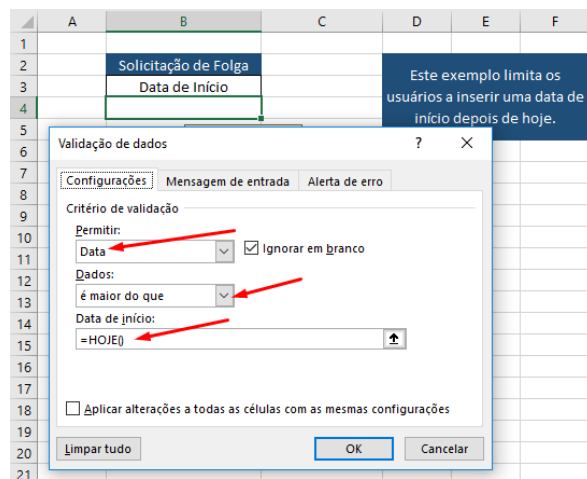 A B C D E F
1
2 Solicitação de Folga
3 Data de Início
4
5
6
7
8
9
10
11
12
13
14
15
16
17
18
19
20
21
Este exemplo limita os
usuários a inserir uma data de
início depois de hoje.
Validação de dados ? X
Configurações Mensagem de entrada Alerta de erro
Critério de validação
Permitir:
Data Ignorar em branco
Dados:
é maior do que
Data de início:
=HOJE()
Aplicar alterações a todas as células com as mesmas configurações
Limpar tudo OK Cancelar